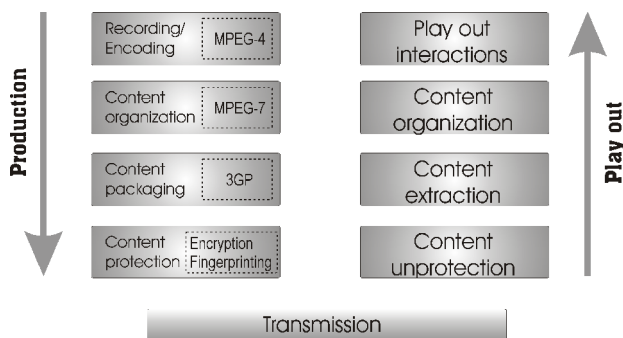 Production
Recording/
Encoding
MPEG-4
Content
organization
MPEG-7
Content
packaging
3GP
Content
protection
Encryption
Fingerprinting
Play out
interactions
Content
organization
Content
extraction
Content
unprotection
Play out
Transmission